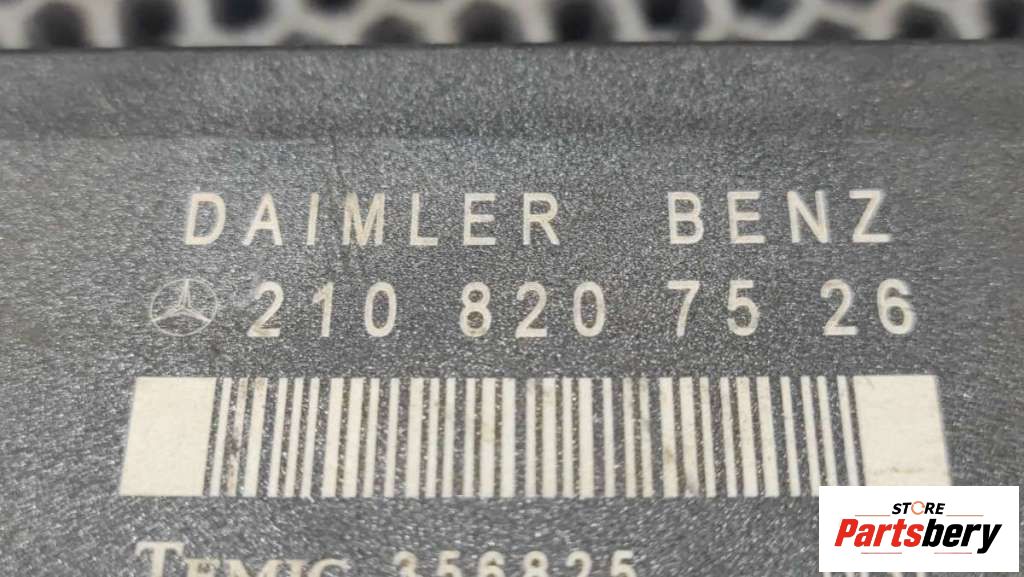 DAIMLER BENZ
210 820 75 26
TEMIC 356825
STORE
Partsbery